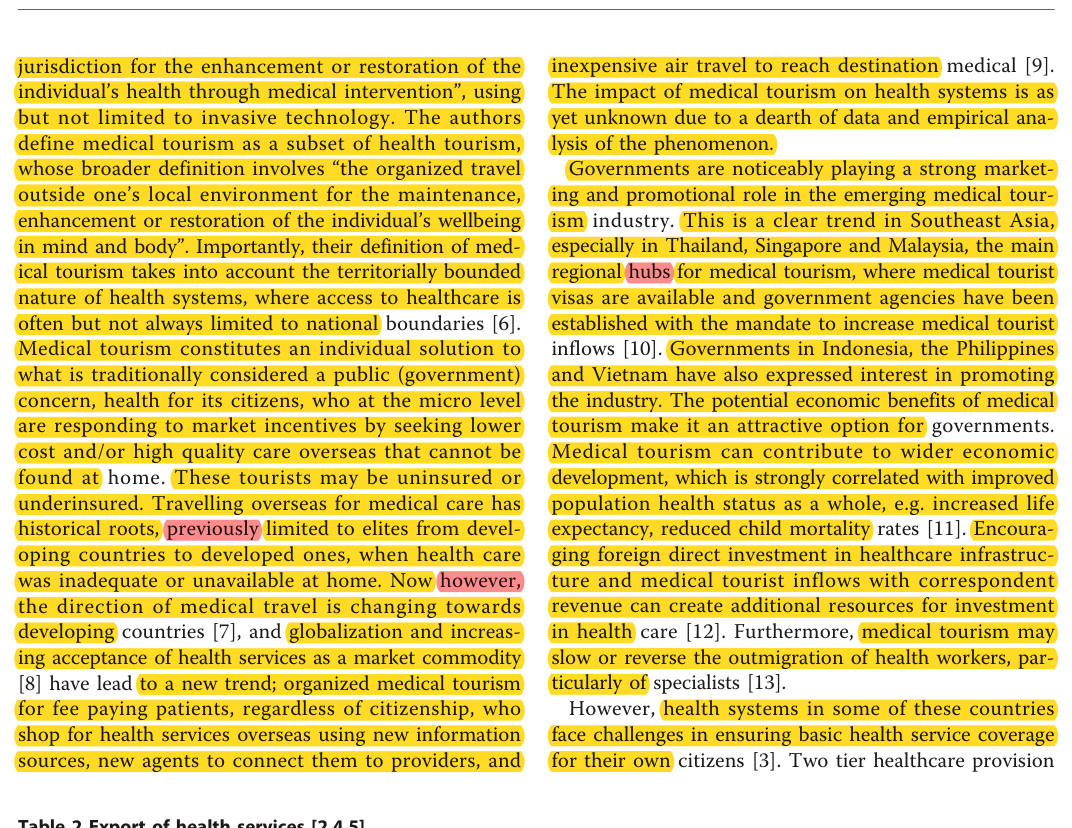 jurisdiction for the enhancement or restoration of the
individual's health through medical intervention”, using
but not limited to invasive technology. The authors
define medical tourism as a subset of health tourism,
whose broader definition involves “the organized travel
outside one's local environment for the maintenance,
enhancement or restoration of the individual's wellbeing
in mind and body”. Importantly, their definition of med-
ical tourism takes into account the territorially bounded
nature of health systems, where access to healthcare is
often but not always limited to national boundaries [6].
Medical tourism constitutes an individual solution to
what is traditionally considered a public (government)
concern, health for its citizens, who at the micro level
are responding to market incentives by seeking lower
cost and/or high quality care overseas that cannot be
found at home. These tourists may be uninsured or
underinsured. Travelling overseas for medical care has
historical roots, previously limited to elites from devel-
oping countries to developed ones, when health care
was inadequate or unavailable at home. Now however,
the direction of medical travel is changing towards
developing countries [7], and globalization and increas-
ing acceptance of health services as a market commodity
[8] have lead to a new trend; organized medical tourism
for fee paying patients, regardless of citizenship, who
shop for health services overseas using new information
sources, new agents to connect them to providers, and
inexpensive air travel to reach destination medical [9].
The impact of medical tourism on health systems is as
yet unknown due to a dearth of data and empirical ana-
lysis of the phenomenon.
Governments are noticeably playing a strong market-
ing and promotional role in the emerging medical tour-
ism industry. This is a clear trend in Southeast Asia,
especially in Thailand, Singapore and Malaysia, the main
regional hubs for medical tourism, where medical tourist
visas are available and government agencies have been
established with the mandate to increase medical tourist
inflows [10]. Governments in Indonesia, the Philippines
and Vietnam have also expressed interest in promoting
the industry. The potential economic benefits of medical
tourism make it an attractive option for governments.
Medical tourism can contribute to wider economic
development, which is strongly correlated with improved
population health status as a whole, e.g. increased life
expectancy, reduced child mortality rates [11]. Encoura-
ging foreign direct investment in healthcare infrastruc-
ture and medical tourist inflows with correspondent
revenue can create additional resources for investment
in health care [12]. Furthermore, medical tourism may
slow or reverse the outmigration of health workers, par-
ticularly of specialists [13].
However, health systems in some of these countries
face challenges in ensuring basic health service coverage
for their own citizens [3]. Two tier healthcare provision
Table 2 Export of health services [2,4,5]